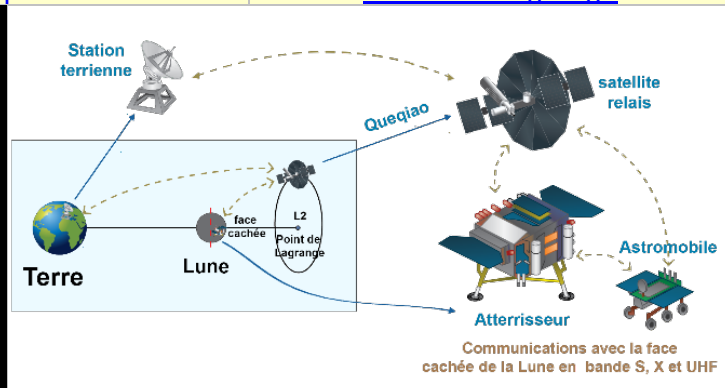 Station
terrienne
satellite
relais
Queqiao
Terre
Lune
face
cachée
L2
Point de
Lagrange
Astromobile
Atterrisseur
Communications avec la face
cachée de la Lune en bande S, X et UHF